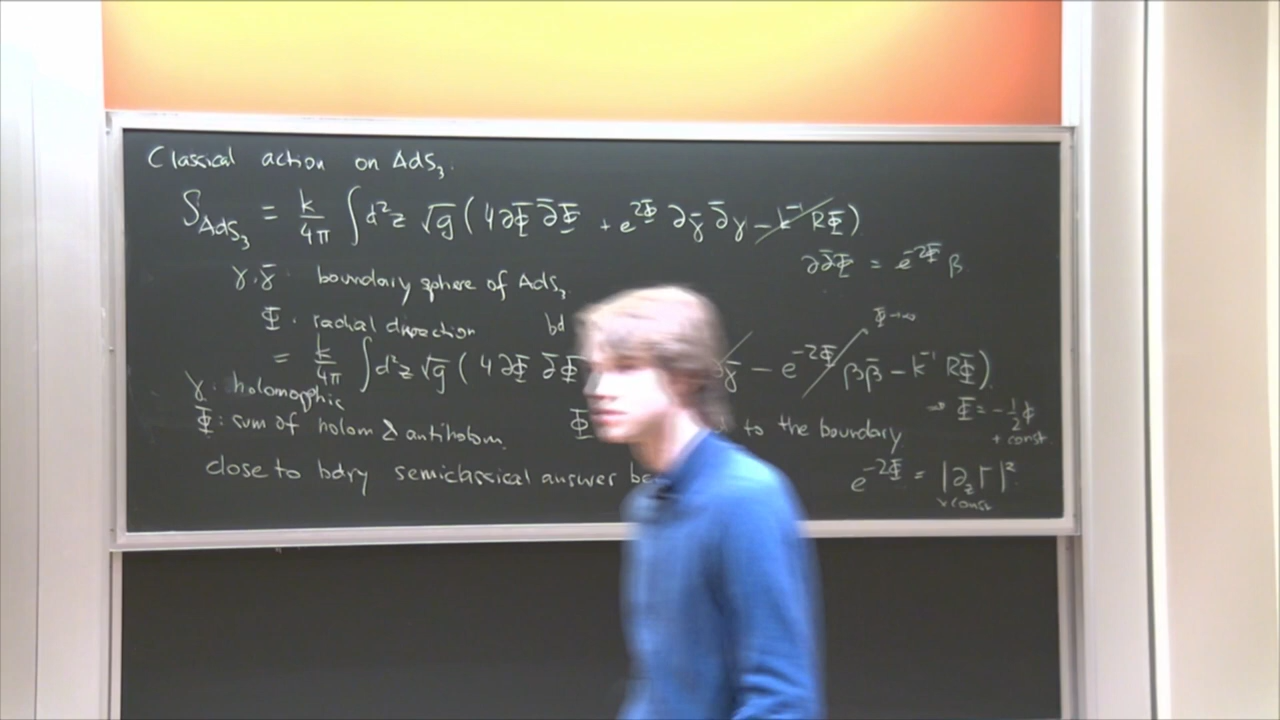 Classical action on AdS₃.
S_AdS₃ = k/4π ∫d²z √g (4∂Φ ∂̄Φ + e^{2Φ} ∂γ̄ ∂̄γ − k⁻¹ RΦ)
∂∂̄Φ = e^{-2Φ} β
γ, γ̄ : boundary sphere of AdS₃
Φ : radial direction bd
Φ→∞
= k/4π ∫d²z √g (4∂Φ ∂̄Φ γ̄ − e^{-2Φ} ββ̄ − k⁻¹ RΦ)
γ : holomorphic
⇒ Φ = −½φ + const.
Φ : sum of holom & antiholom. Φ to the boundary
close to bdry semiclassical answer bec
e^{-2Φ} = |∂_z Γ|² × const